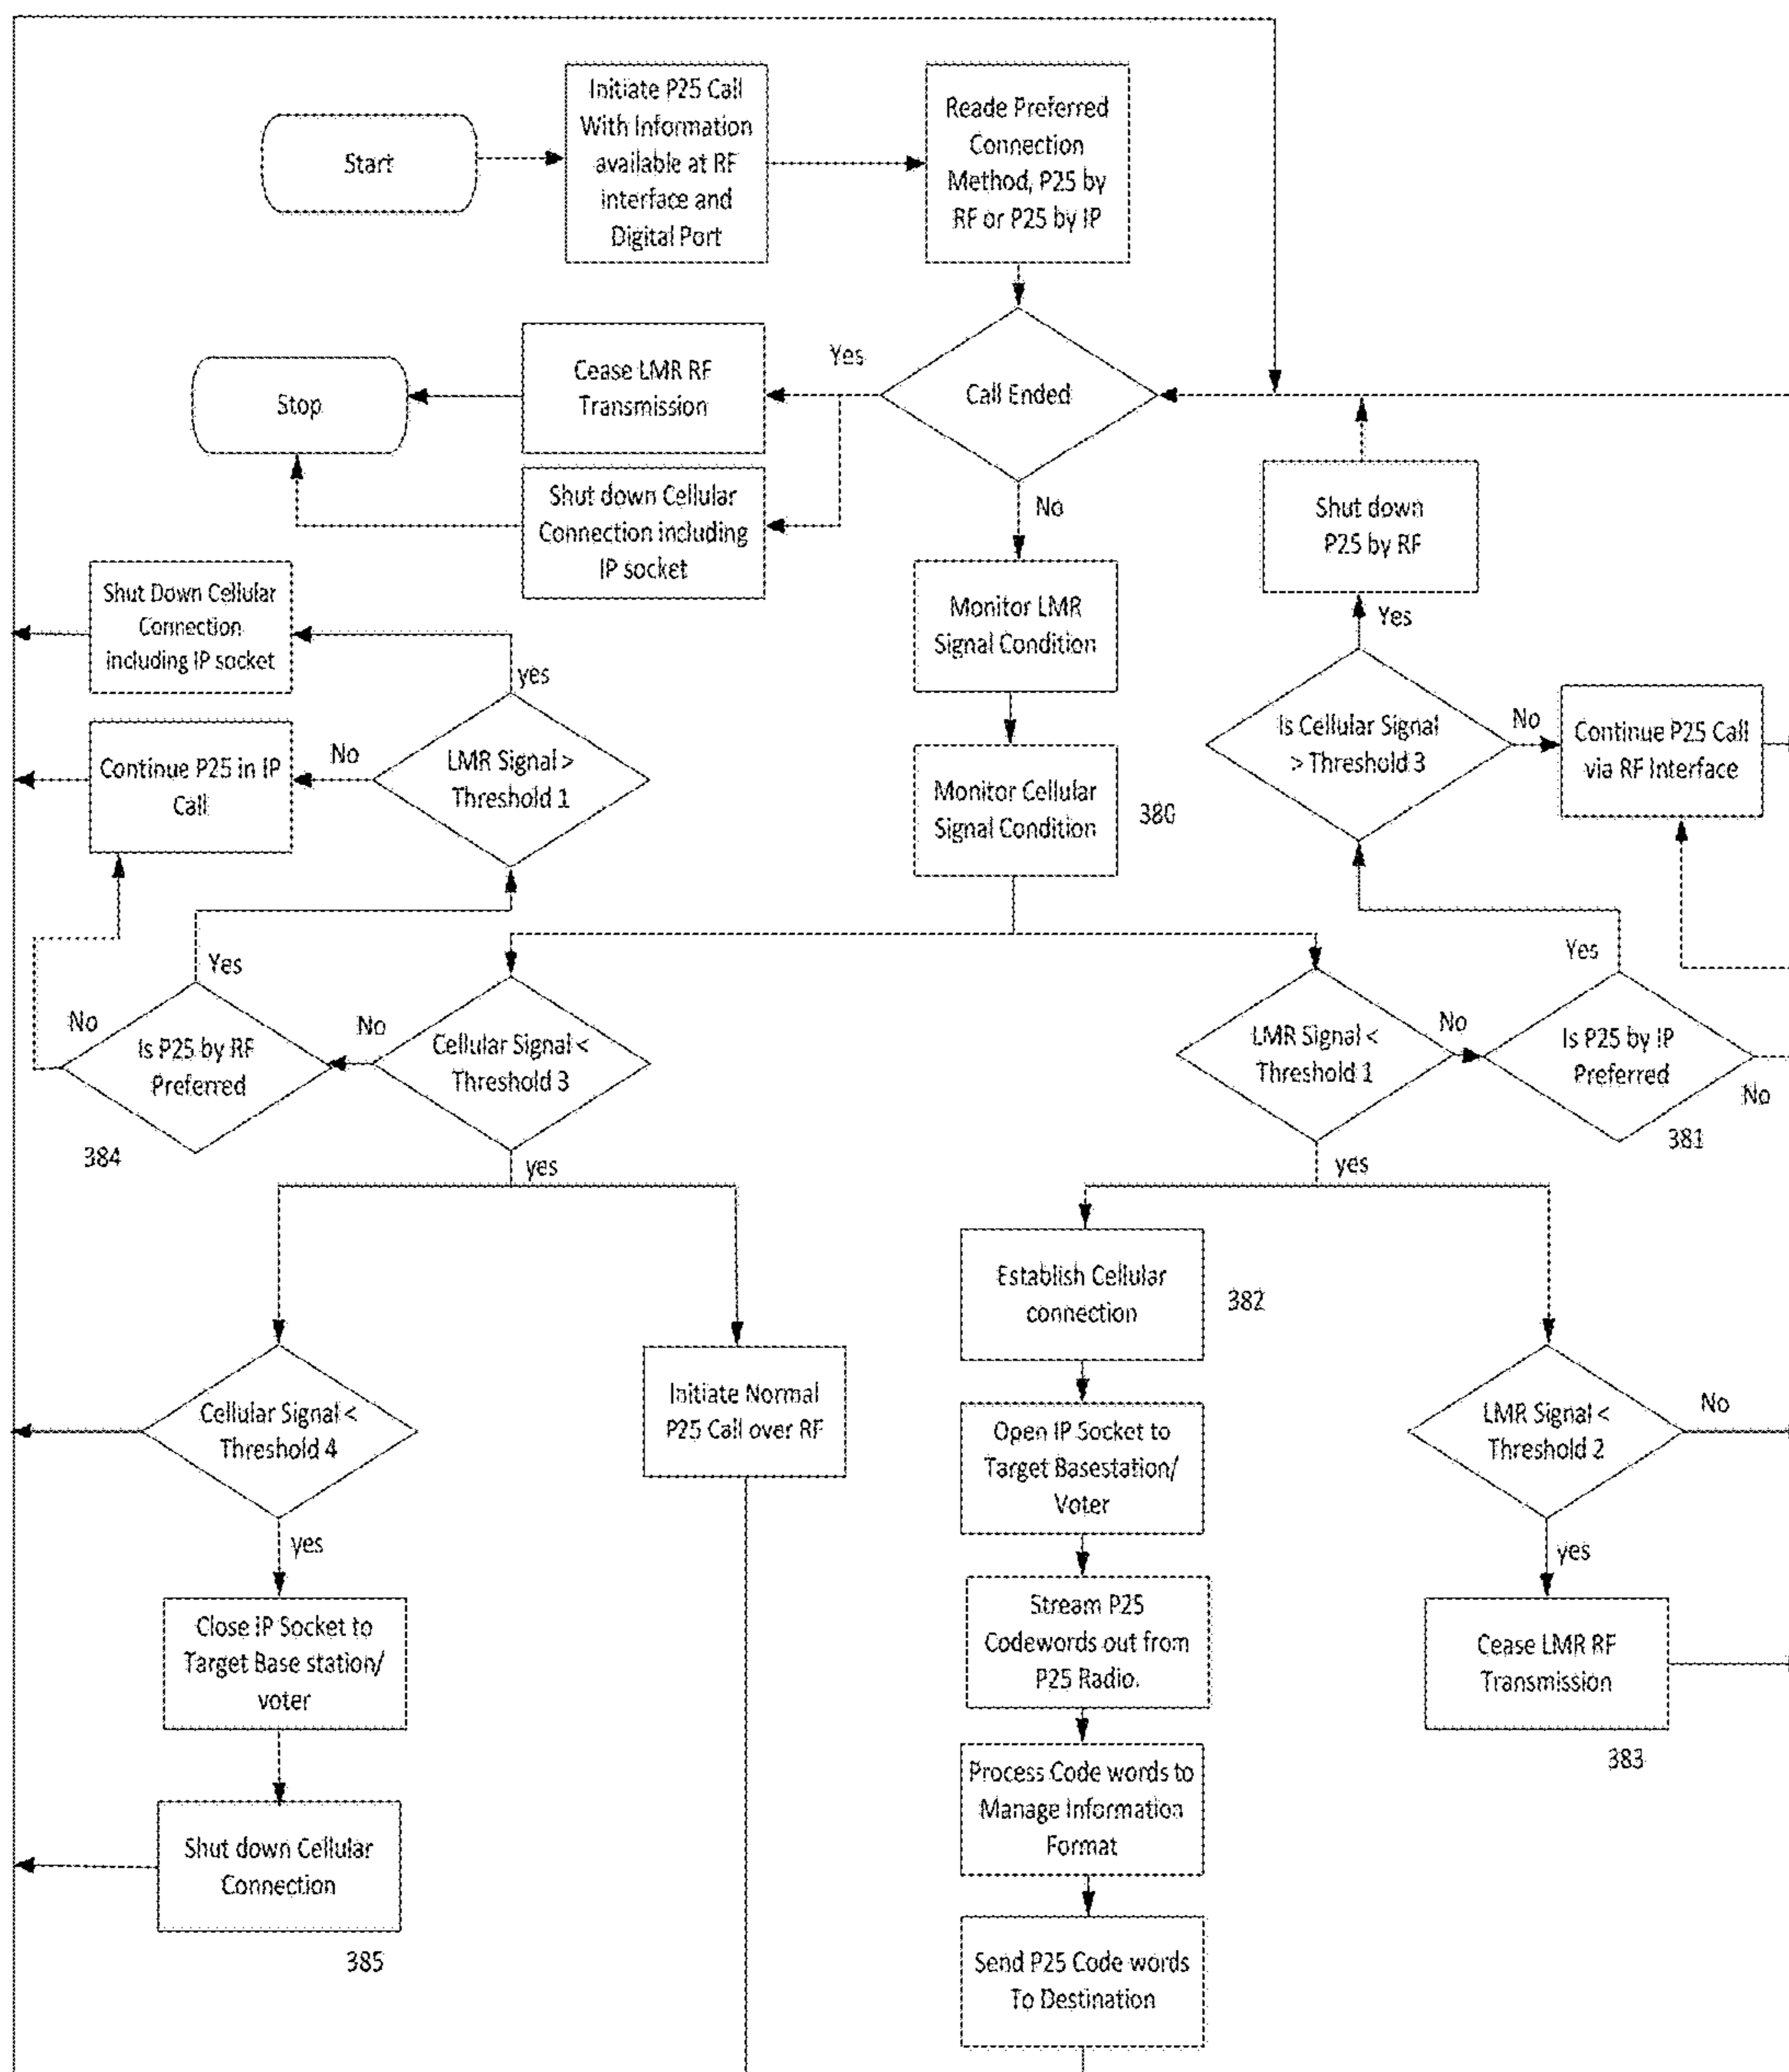 Start
Initiate P25 Call
With Information
available at RF
interface and
Digital Port
Reade Preferred
Connection
Method, P25 by
RF or P25 by IP
Call Ended
Yes
No
Cease LMR RF
Transmission
Stop
Shut down Cellular
Connection including
IP socket
Monitor LMR
Signal Condition
Monitor Cellular
Signal Condition
380
Shut down
P25 by RF
Yes
Is Cellular Signal
> Threshold 3
No
Continue P25 Call
via RF Interface
Shut Down Cellular
Connection
including IP socket
yes
LMR Signal >
Threshold 1
No
Continue P25 in IP
Call
Yes
No
Is P25 by RF
Preferred
384
No
Cellular Signal <
Threshold 3
yes
LMR Signal <
Threshold 1
No
yes
Yes
Is P25 by IP
Preferred
No
381
Cellular Signal <
Threshold 4
yes
Close IP Socket to
Target Base station/
voter
Shut down Cellular
Connection
385
Initiate Normal
P25 Call over RF
Establish Cellular
connection
382
Open IP Socket to
Target Basestation/
Voter
Stream P25
Codewords out from
P25 Radio.
Process Code words to
Manage Information
Format
Send P25 Code words
To Destination
LMR Signal <
Threshold 2
No
yes
Cease LMR RF
Transmission
383